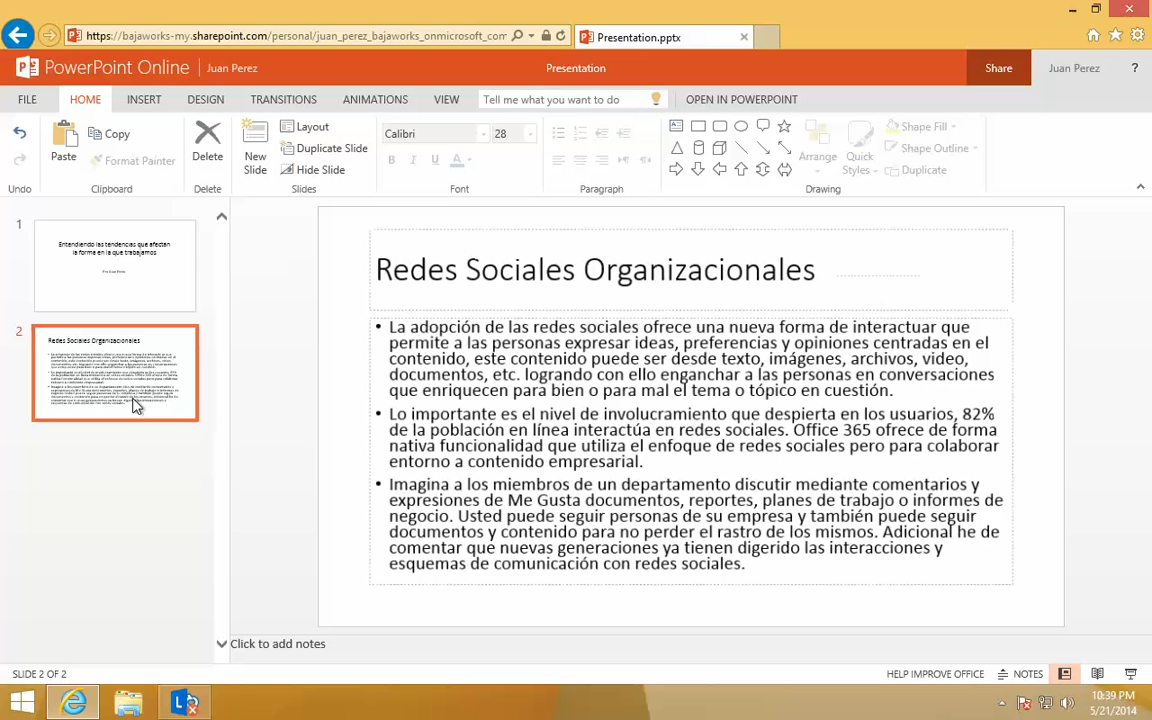 https://bajaworks-my.sharepoint.com/personal/juan_perez_bajaworks_onmicrosoft_com
Presentation.pptx
PowerPoint Online
Juan Perez
Presentation
Share
Juan Perez
?
FILE
HOME
INSERT
DESIGN
TRANSITIONS
ANIMATIONS
VIEW
Tell me what you want to do
OPEN IN POWERPOINT
Paste
Copy
Format Painter
Delete
New
Slide
Layout
Duplicate Slide
Hide Slide
Calibri
28
B I U A
Arrange
Quick
Styles
Shape Fill
Shape Outline
Duplicate
Undo
Clipboard
Delete
Slides
Font
Paragraph
Drawing
1
Entendiendo las tendencias que afectan
la forma en la que trabajamos
2
Redes Sociales Organizacionales
Redes Sociales Organizacionales
• La adopción de las redes sociales ofrece una nueva forma de interactuar que
permite a las personas expresar ideas, preferencias y opiniones centradas en el
contenido, este contenido puede ser desde texto, imágenes, archivos, video,
documentos, etc. logrando con ello enganchar a las personas en conversaciones
que enriquecen para bien o para mal el tema o tópico en cuestión.
• Lo importante es el nivel de involucramiento que despierta en los usuarios, 82%
de la población en línea interactúa en redes sociales. Office 365 ofrece de forma
nativa funcionalidad que utiliza el enfoque de redes sociales pero para colaborar
entorno a contenido empresarial.
• Imagina a los miembros de un departamento discutir mediante comentarios y
expresiones de Me Gusta documentos, reportes, planes de trabajo o informes de
negocio. Usted puede seguir personas de su empresa y también puede seguir
documentos y contenido para no perder el rastro de los mismos. Adicional he de
comentar que nuevas generaciones ya tienen digerido las interacciones y
esquemas de comunicación con redes sociales.
Click to add notes
SLIDE 2 OF 2
HELP IMPROVE OFFICE
NOTES
10:39 PM
5/21/2014